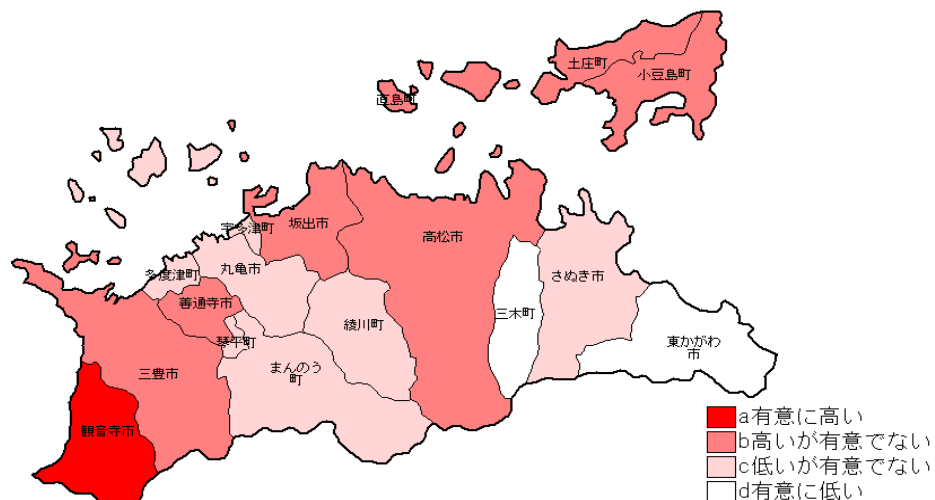 土庄町
小豆島町
直島町
宇多津町
坂出市
高松市
多度津町
丸亀市
さぬき市
善通寺市
綾川町
三木町
琴平町
東かがわ
市
三豊市
まんのう
町
観音寺市
a有意に高い
b高いが有意でない
c低いが有意でない
d有意に低い